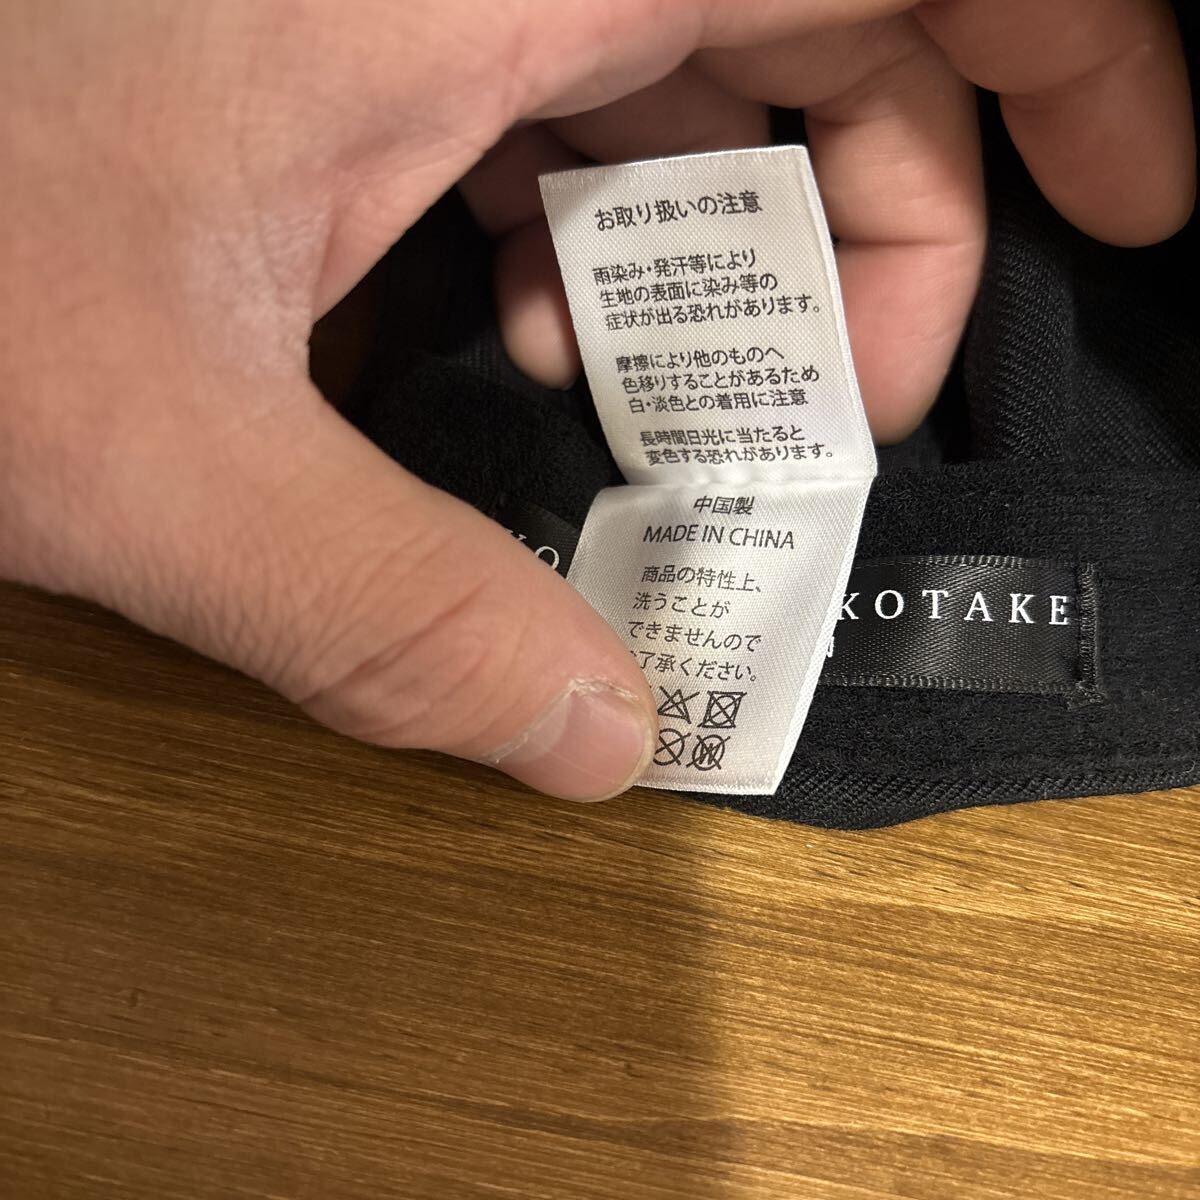 お取り扱いの注意
雨染み・発汗等により
生地の表面に染み等の
症状が出る恐れがあります。
摩擦により他のものへ
色移りすることがあるため
白・淡色との着用に注意
長時間日光に当たると
変色する恐れがあります。
中国製
MADE IN CHINA
商品の特性上、
洗うことが
できませんので
了承ください。
KOTAKE